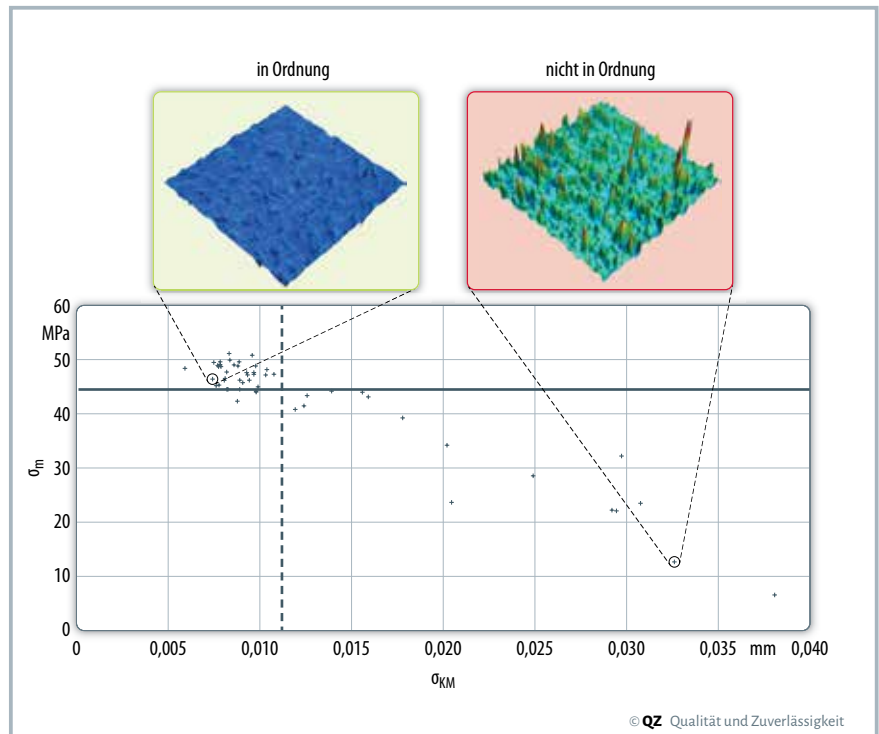 in Ordnung
nicht in Ordnung
60
MPa
50
40
σm
30
20
10
0
0 0,005 0,010 0,015 0,020 0,025 0,030 0,035 mm 0,040
σKM
© QZ Qualität und Zuverlässigkeit